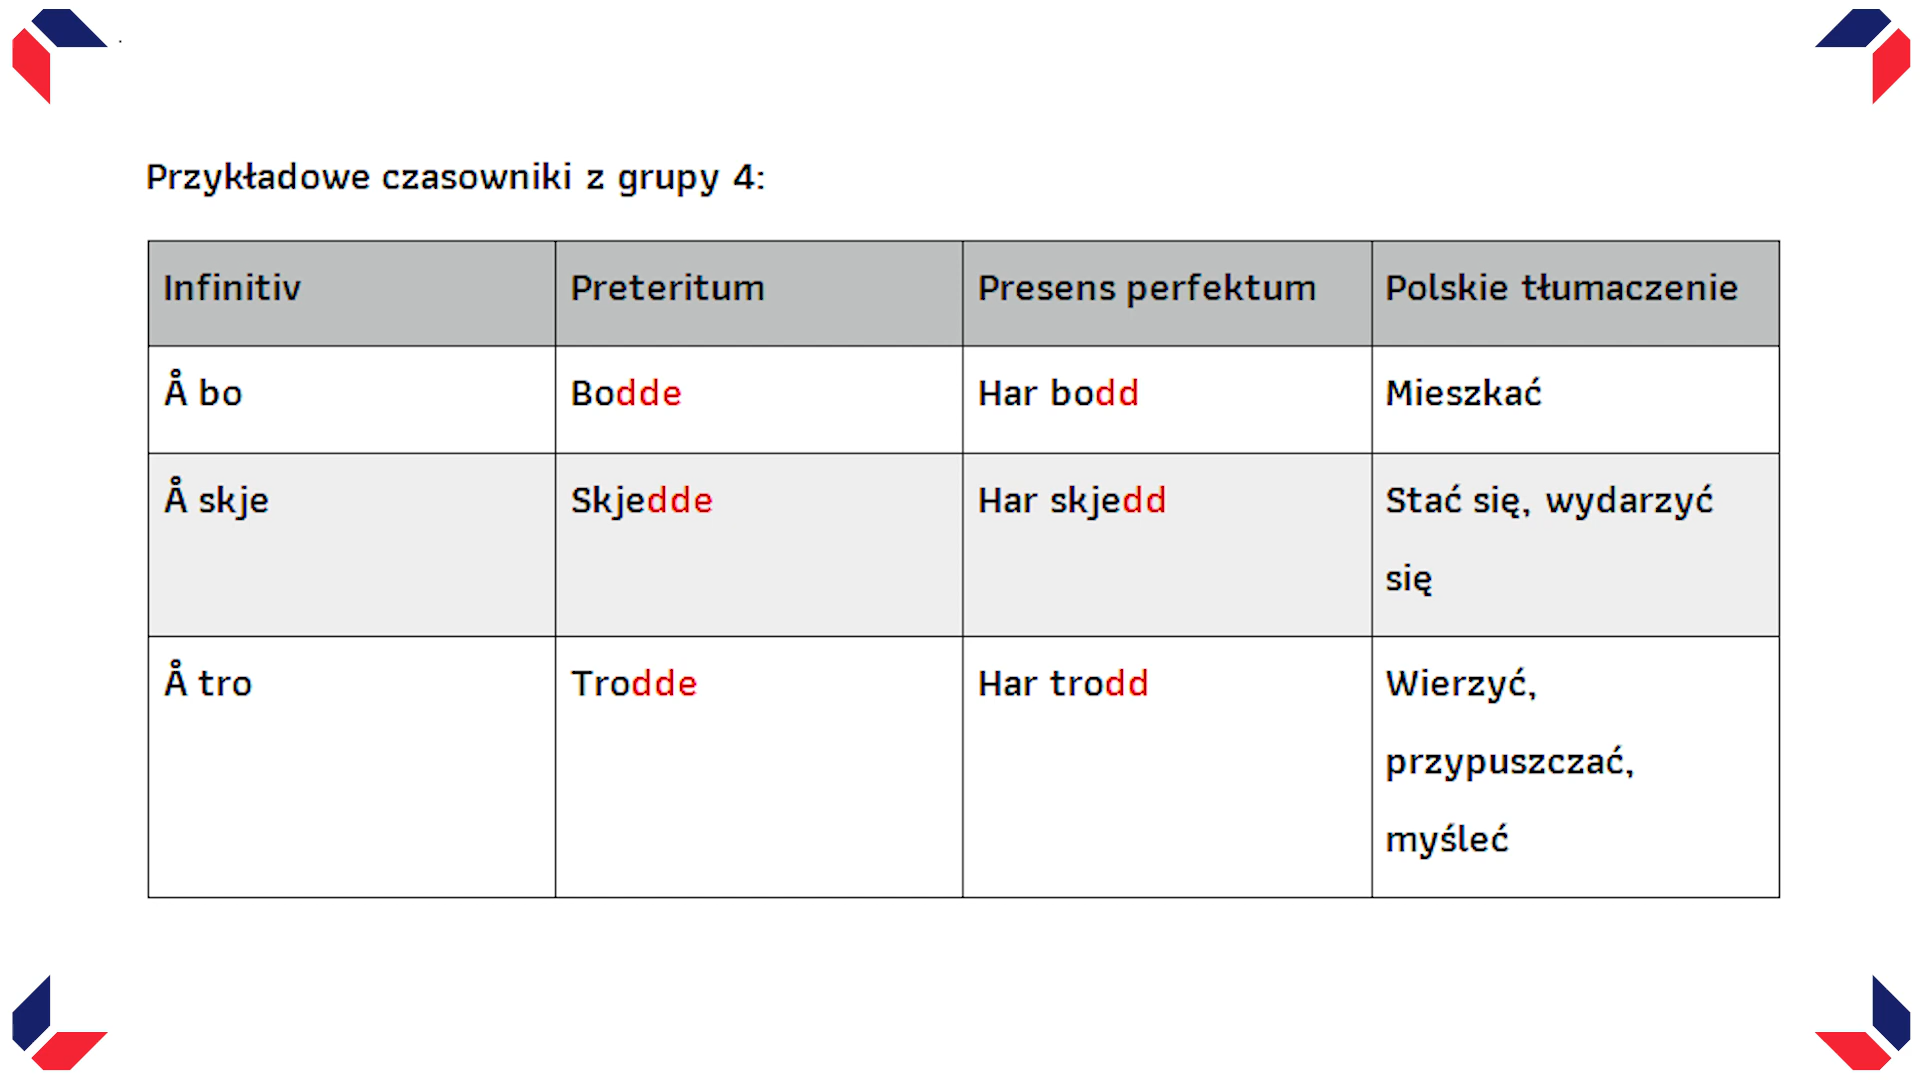 Przykładowe czasowniki z grupy 4:
Infinitiv Preteritum Presens perfektum Polskie tłumaczenie
Å bo Bodde Har bodd Mieszkać
Å skje Skjedde Har skjedd Stać się, wydarzyć
się
Å tro Trodde Har trodd Wierzyć,
przypuszczać,
myśleć